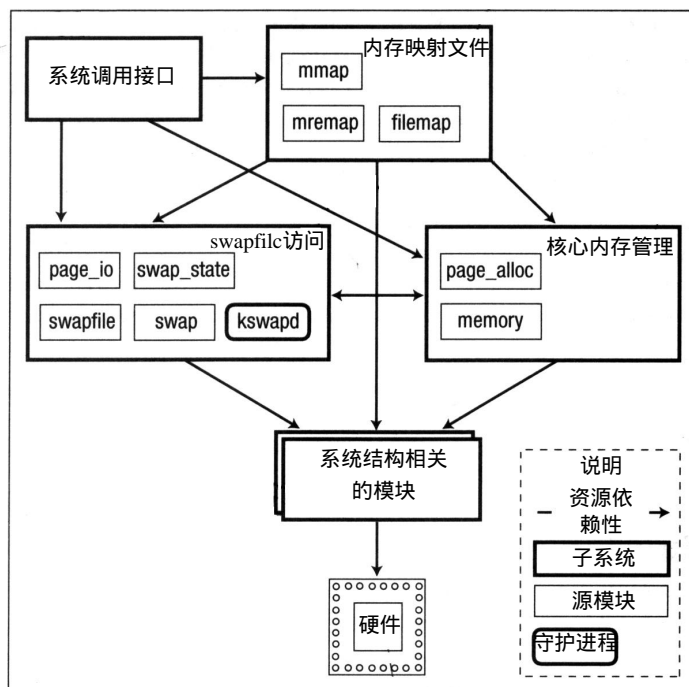 系统调用接口
内存映射文件
mmap
mremap
filemap
swapfilc访问
page_io
swap_state
swapfile
swap
kswapd
核心内存管理
page_alloc
memory
系统结构相关
的模块
硬件
说明
资源依
赖性
子系统
源模块
守护进程